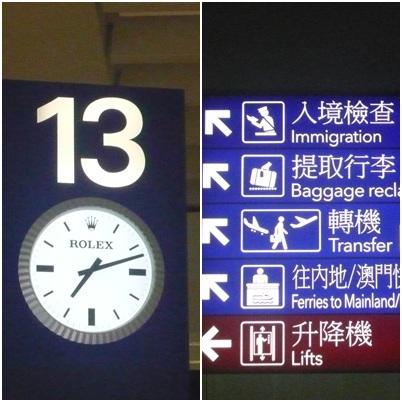 13
ROLEX
入境檢查
Immigration
提取行李
Baggage recla
轉機
Transfer
往內地/澳門
Ferries to Mainland/
升降機
Lifts